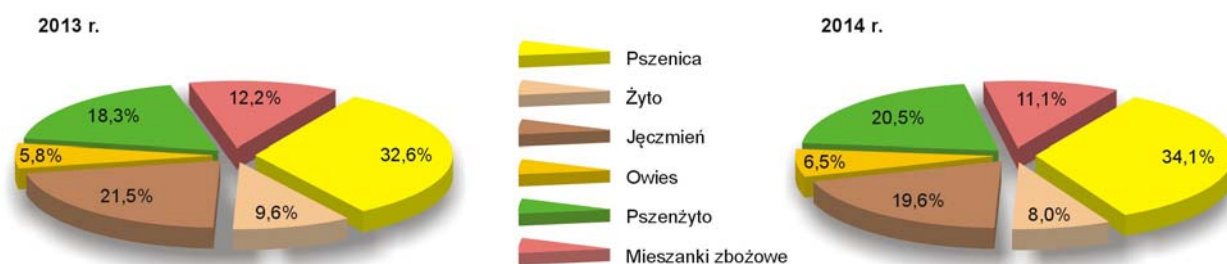 2013 r.
12,2%
18,3%
5,8%
32,6%
21,5%
9,6%
Pszenica
Żyto
Jęczmień
Owies
Pszenżyto
Mieszanki zbożowe
2014 r.
11,1%
20,5%
6,5%
34,1%
19,6%
8,0%